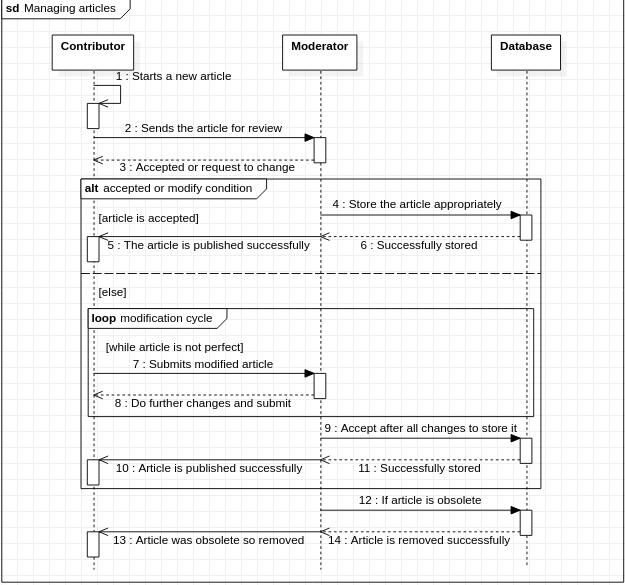 sd Managing articles
Contributor
Moderator
Database
1 : Starts a new article
2 : Sends the article for review
3 : Accepted or request to change
alt accepted or modify condition
4 : Store the article appropriately
[article is accepted]
5 : The article is published successfully
6 : Successfully stored
[else]
loop modification cycle
[while article is not perfect]
7 : Submits modified article
8 : Do further changes and submit
9 : Accept after all changes to store it
10 : Article is published successfully
11 : Successfully stored
12 : If article is obsolete
13 : Article was obsolete so removed
14 : Article is removed successfully